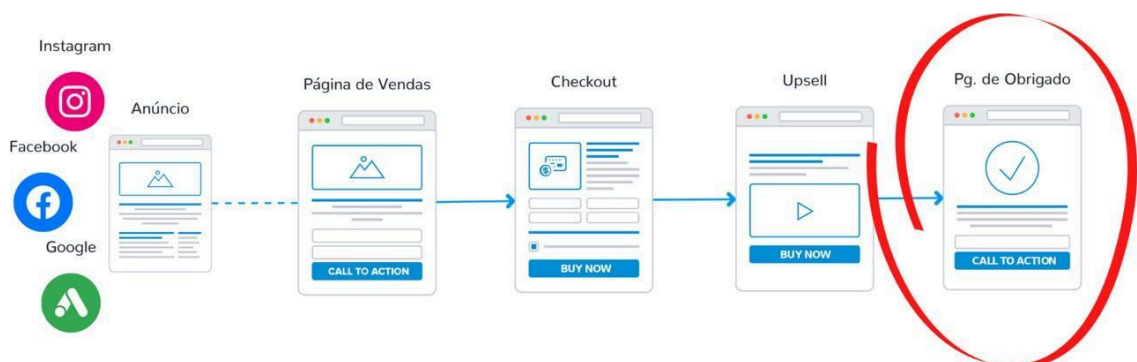 Instagram
Facebook
Google
Anúncio
Página de Vendas
CALL TO ACTION
Checkout
BUY NOW
Upsell
BUY NOW
Pg. de Obrigado
CALL TO ACTION